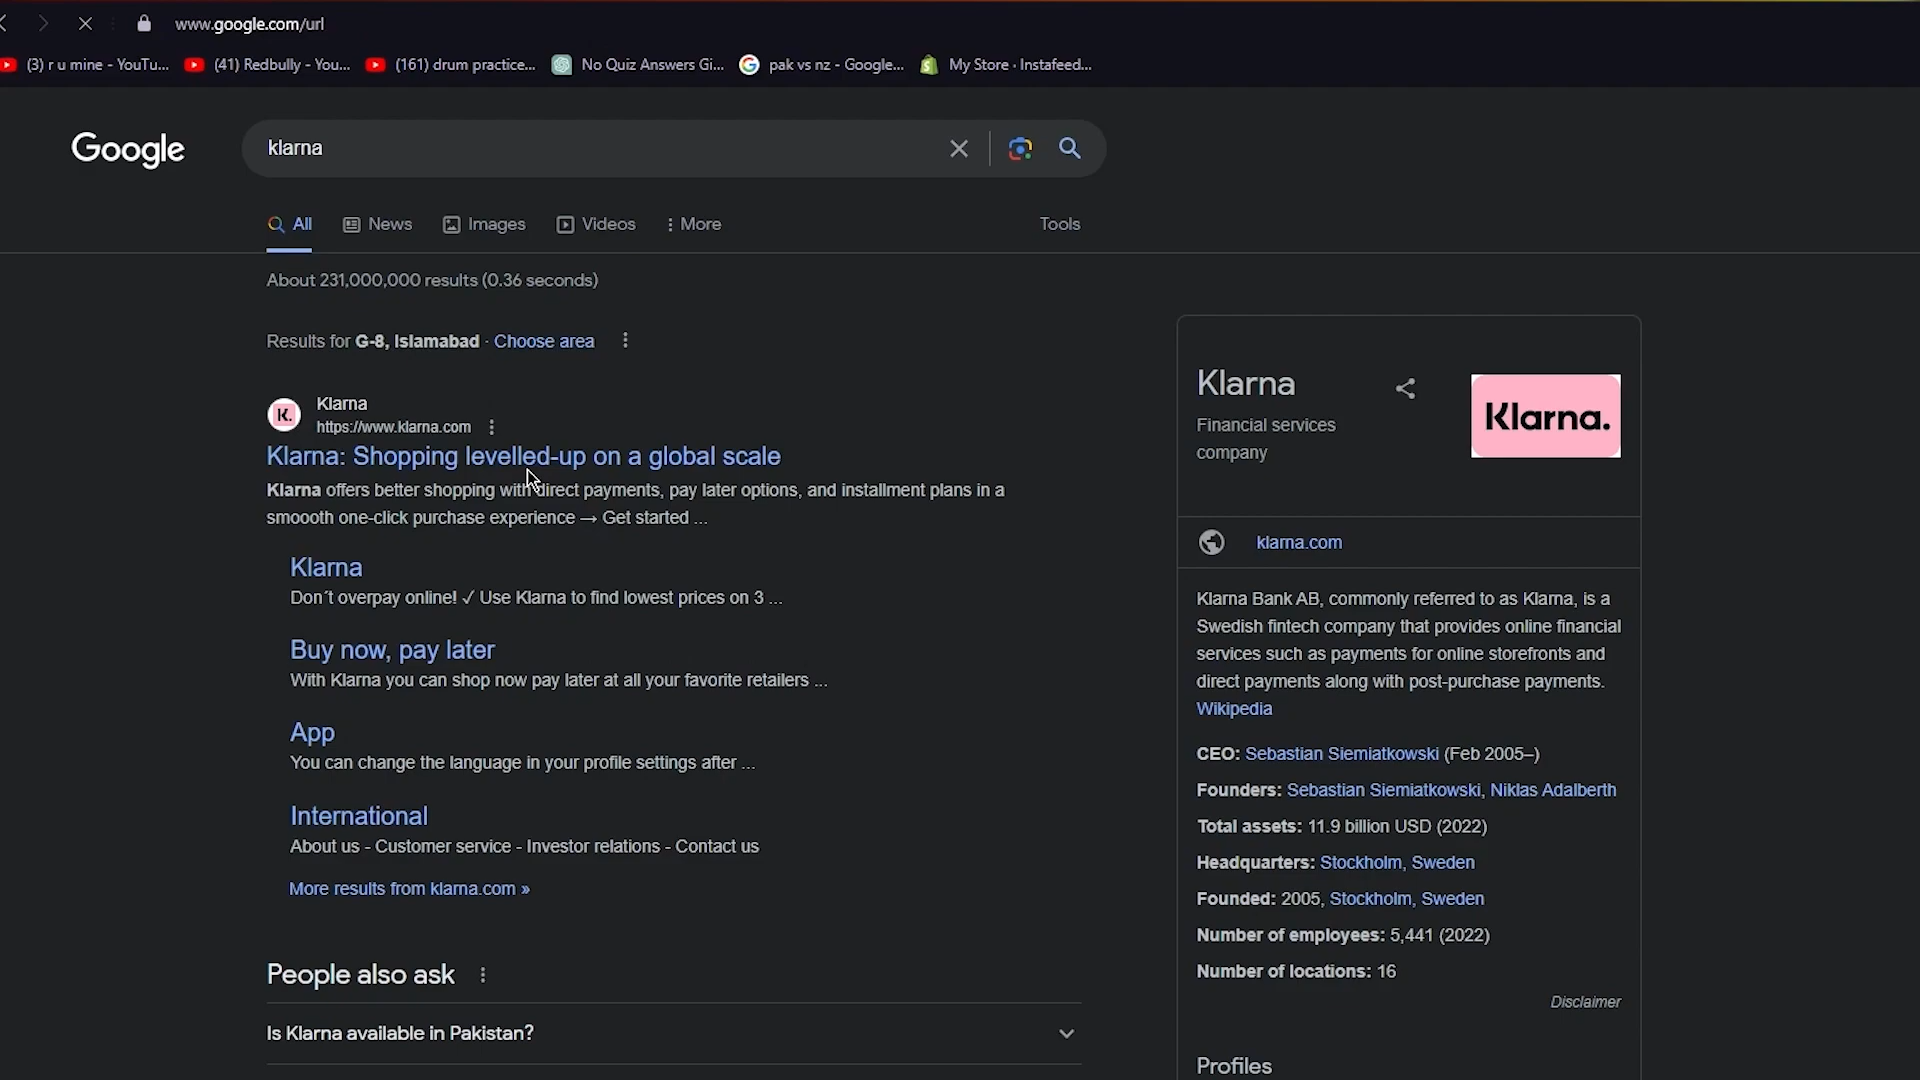 www.google.com/url
(3) r u mine - YouTu...
(41) Redbully - You...
(161) drum practice...
No Quiz Answers Gi...
pak vs nz - Google...
My Store · Instafeed...
Google
klarna
All
News
Images
Videos
More
Tools
About 231,000,000 results (0.36 seconds)
Results for G-8, Islamabad · Choose area
K.
Klarna
https://www.klarna.com
Klarna: Shopping levelled-up on a global scale
Klarna offers better shopping with direct payments, pay later options, and installment plans in a
smoooth one-click purchase experience → Get started ...
Klarna
Don´t overpay online! ✓ Use Klarna to find lowest prices on 3 ...
Buy now, pay later
With Klarna you can shop now pay later at all your favorite retailers ...
App
You can change the language in your profile settings after ...
International
About us - Customer service - Investor relations - Contact us
More results from klarna.com »
People also ask
Is Klarna available in Pakistan?
Klarna
Financial services
company
Klarna.
klarna.com
Klarna Bank AB, commonly referred to as Klarna, is a
Swedish fintech company that provides online financial
services such as payments for online storefronts and
direct payments along with post-purchase payments.
Wikipedia
CEO: Sebastian Siemiatkowski (Feb 2005–)
Founders: Sebastian Siemiatkowski, Niklas Adalberth
Total assets: 11.9 billion USD (2022)
Headquarters: Stockholm, Sweden
Founded: 2005, Stockholm, Sweden
Number of employees: 5,441 (2022)
Number of locations: 16
Disclaimer
Profiles